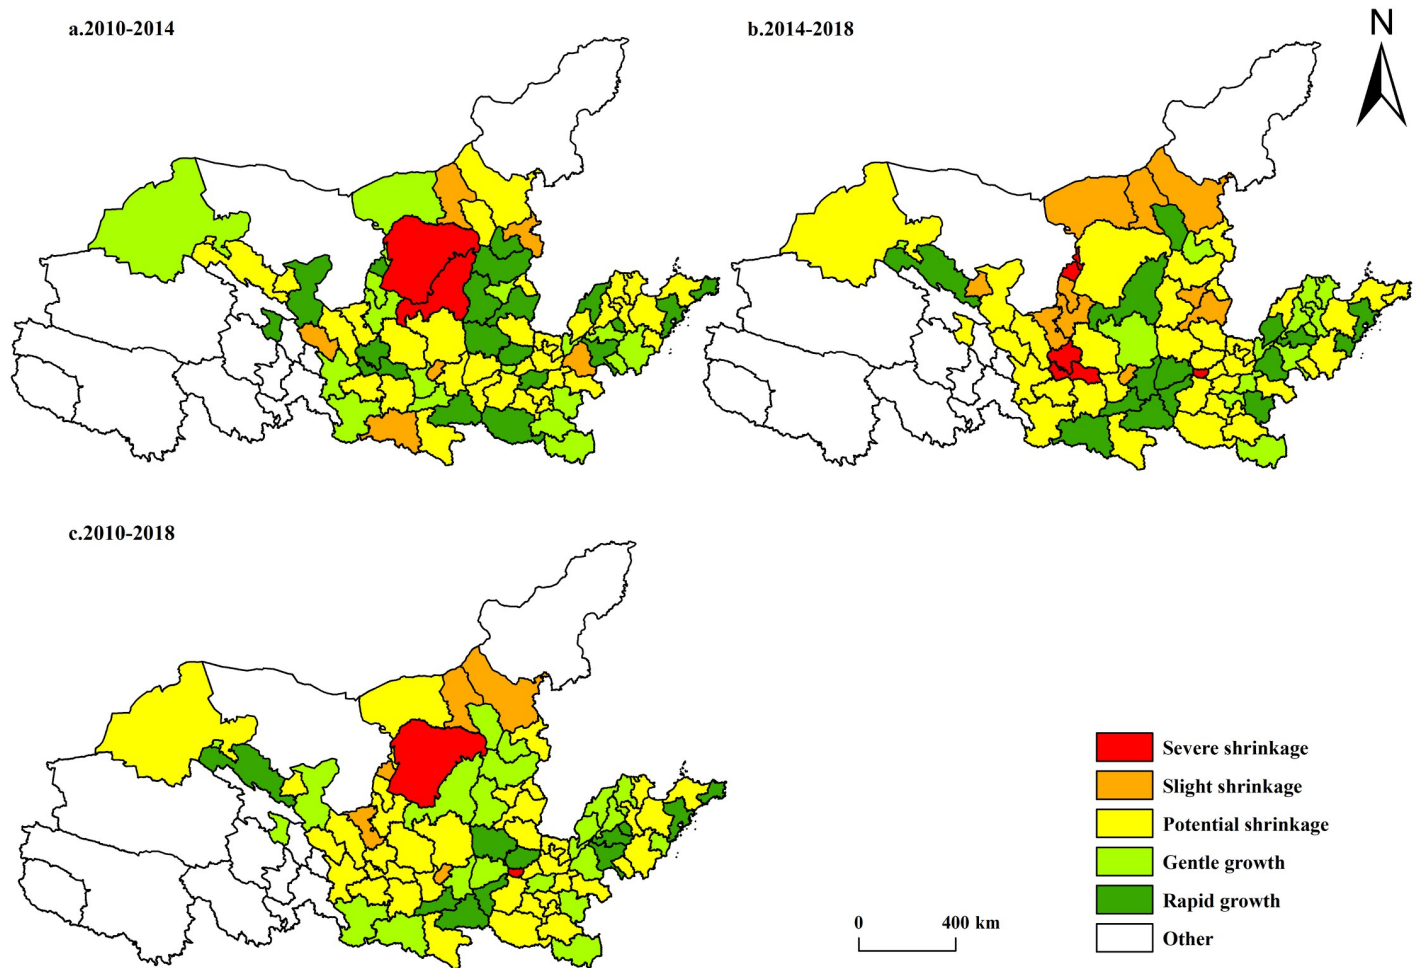 a.2010-2014
b.2014-2018
N
c.2010-2018
Severe shrinkage
Slight shrinkage
Potential shrinkage
Gentle growth
Rapid growth
Other
0 400 km